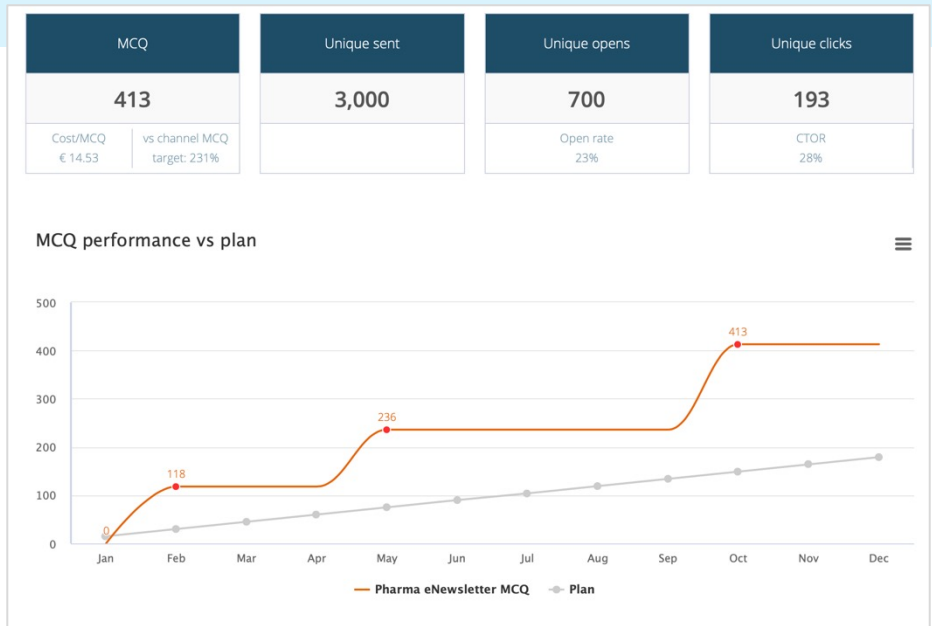 MCQ
Unique sent
Unique opens
Unique clicks
413
3,000
700
193
Cost/MCQ
€ 14.53
vs channel MCQ
target: 231%
Open rate
23%
CTOR
28%
MCQ performance vs plan
500
400
300
200
100
0
0
118
236
413
Jan Feb Mar Apr May Jun Jul Aug Sep Oct Nov Dec
Pharma eNewsletter MCQ Plan